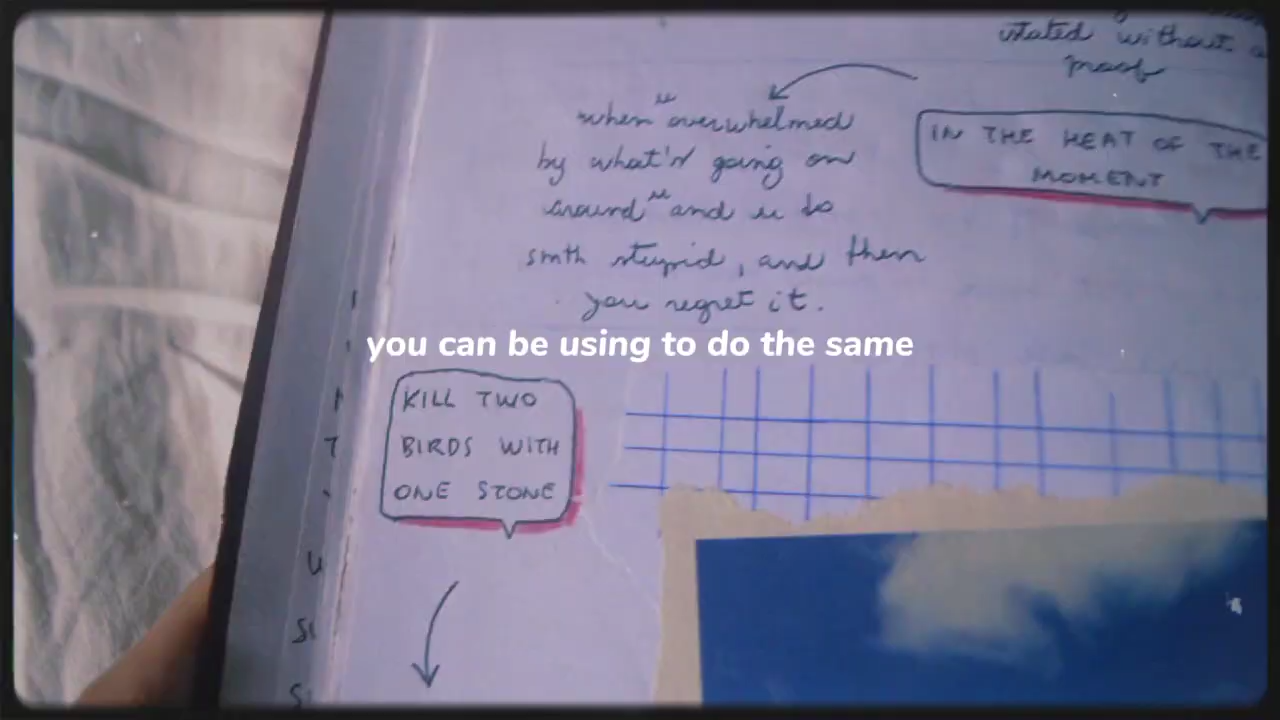 stated without a
proof
IN THE HEAT OF THE
MOMENT
when "overwhelmed
by what's going on
around" and u do
smth stupid, and then
you regret it.
you can be using to do the same
KILL TWO
BIRDS WITH
ONE STONE